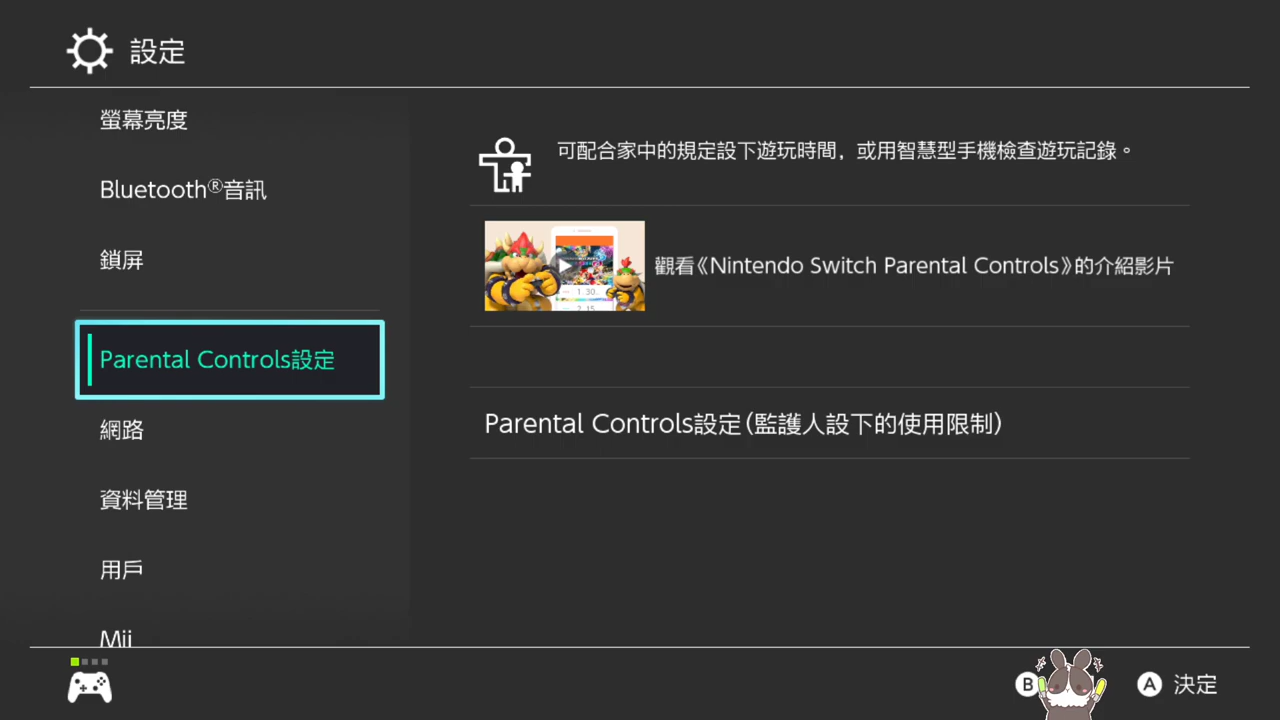 設定
螢幕亮度
Bluetooth®音訊
鎖屏
Parental Controls設定
網路
資料管理
用戶
Mii
可配合家中的規定設下遊玩時間，或用智慧型手機檢查遊玩記錄。
觀看《Nintendo Switch Parental Controls》的介紹影片
Parental Controls設定（監護人設下的使用限制）
B
A 決定